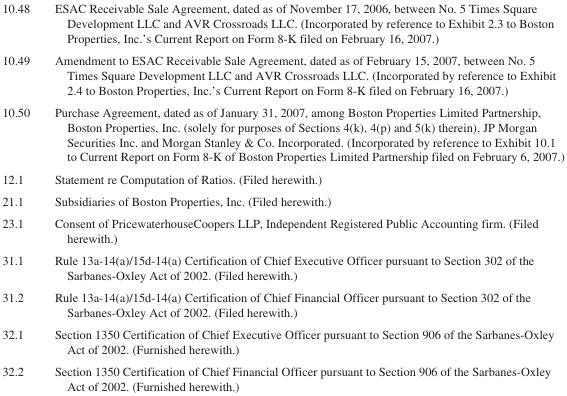 10.48 ESAC Receivable Sale Agreement, dated as of November 17, 2006, between No. 5 Times Square
Development LLC and AVR Crossroads LLC. (Incorporated by reference to Exhibit 2.3 to Boston
Properties, Inc.’s Current Report on Form 8-K filed on February 16, 2007.)
10.49 Amendment to ESAC Receivable Sale Agreement, dated as of February 15, 2007, between No. 5
Times Square Development LLC and AVR Crossroads LLC. (Incorporated by reference to Exhibit
2.4 to Boston Properties, Inc.’s Current Report on Form 8-K filed on February 16, 2007.)
10.50 Purchase Agreement, dated as of January 31, 2007, among Boston Properties Limited Partnership,
Boston Properties, Inc. (solely for purposes of Sections 4(k), 4(p) and 5(k) therein), JP Morgan
Securities Inc. and Morgan Stanley & Co. Incorporated. (Incorporated by reference to Exhibit 10.1
to Current Report on Form 8-K of Boston Properties Limited Partnership filed on February 6, 2007.)
12.1 Statement re Computation of Ratios. (Filed herewith.)
21.1 Subsidiaries of Boston Properties, Inc. (Filed herewith.)
23.1 Consent of PricewaterhouseCoopers LLP, Independent Registered Public Accounting firm. (Filed
herewith.)
31.1 Rule 13a-14(a)/15d-14(a) Certification of Chief Executive Officer pursuant to Section 302 of the
Sarbanes-Oxley Act of 2002. (Filed herewith.)
31.2 Rule 13a-14(a)/15d-14(a) Certification of Chief Financial Officer pursuant to Section 302 of the
Sarbanes-Oxley Act of 2002. (Filed herewith.)
32.1 Section 1350 Certification of Chief Executive Officer pursuant to Section 906 of the Sarbanes-Oxley
Act of 2002. (Furnished herewith.)
32.2 Section 1350 Certification of Chief Financial Officer pursuant to Section 906 of the Sarbanes-Oxley
Act of 2002. (Furnished herewith.)